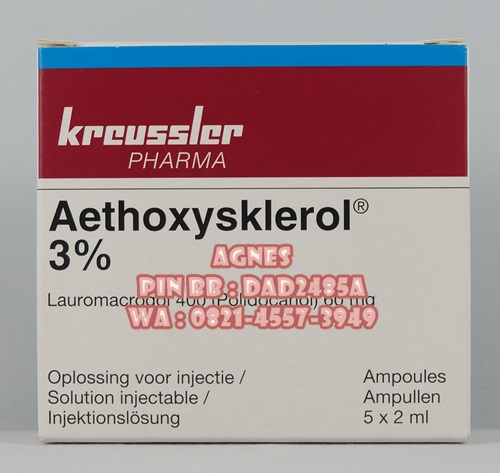 kreussler
PHARMA
Aethoxysklerol®
3%
AGNES
PIN BB : DAD2485A
Lauromacrogol 400 (Polidocanol) 60 mg
WA : 0821-4557-3949
Oplossing voor injectie /
Solution injectable /
Injektionslösung
Ampoules
Ampullen
5 x 2 ml